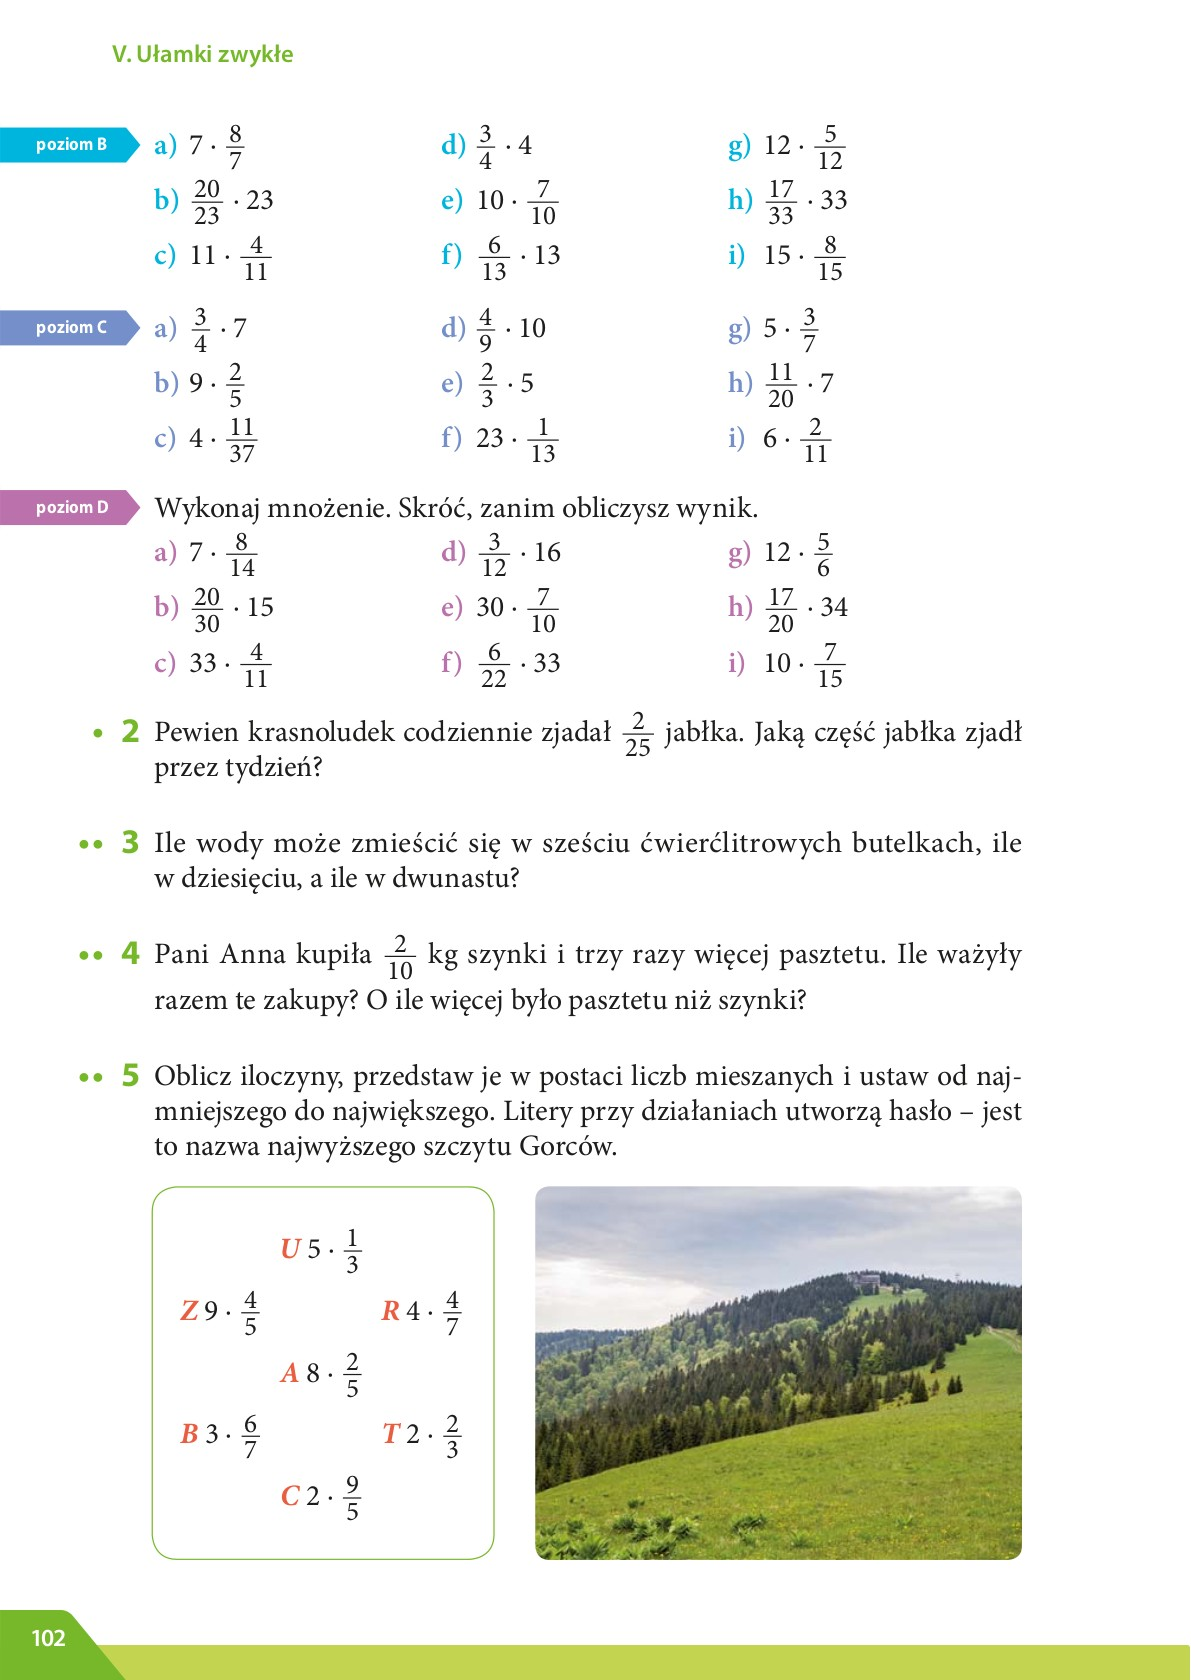 V. Ułamki zwykłe
poziom B
a) 7 · 8/7
d) 3/4 · 4
g) 12 · 5/12
b) 20/23 · 23
e) 10 · 7/10
h) 17/33 · 33
c) 11 · 4/11
f) 6/13 · 13
i) 15 · 8/15
poziom C
a) 3/4 · 7
d) 4/9 · 10
g) 5 · 3/7
b) 9 · 2/5
e) 2/3 · 5
h) 11/20 · 7
c) 4 · 11/37
f) 23 · 1/13
i) 6 · 2/11
poziom D
Wykonaj mnożenie. Skróć, zanim obliczysz wynik.
a) 7 · 8/14
d) 3/12 · 16
g) 12 · 5/6
b) 20/30 · 15
e) 30 · 7/10
h) 17/20 · 34
c) 33 · 4/11
f) 6/22 · 33
i) 10 · 7/15
• 2 Pewien krasnoludek codziennie zjadał 2/25 jabłka. Jaką część jabłka zjadł
przez tydzień?
•• 3 Ile wody może zmieścić się w sześciu ćwierćlitrowych butelkach, ile
w dziesięciu, a ile w dwunastu?
•• 4 Pani Anna kupiła 2/10 kg szynki i trzy razy więcej pasztetu. Ile ważyły
razem te zakupy? O ile więcej było pasztetu niż szynki?
•• 5 Oblicz iloczyny, przedstaw je w postaci liczb mieszanych i ustaw od naj-
mniejszego do największego. Litery przy działaniach utworzą hasło – jest
to nazwa najwyższego szczytu Gorców.
U 5 · 1/3
Z 9 · 4/5
R 4 · 4/7
A 8 · 2/5
B 3 · 6/7
T 2 · 2/3
C 2 · 9/5
102